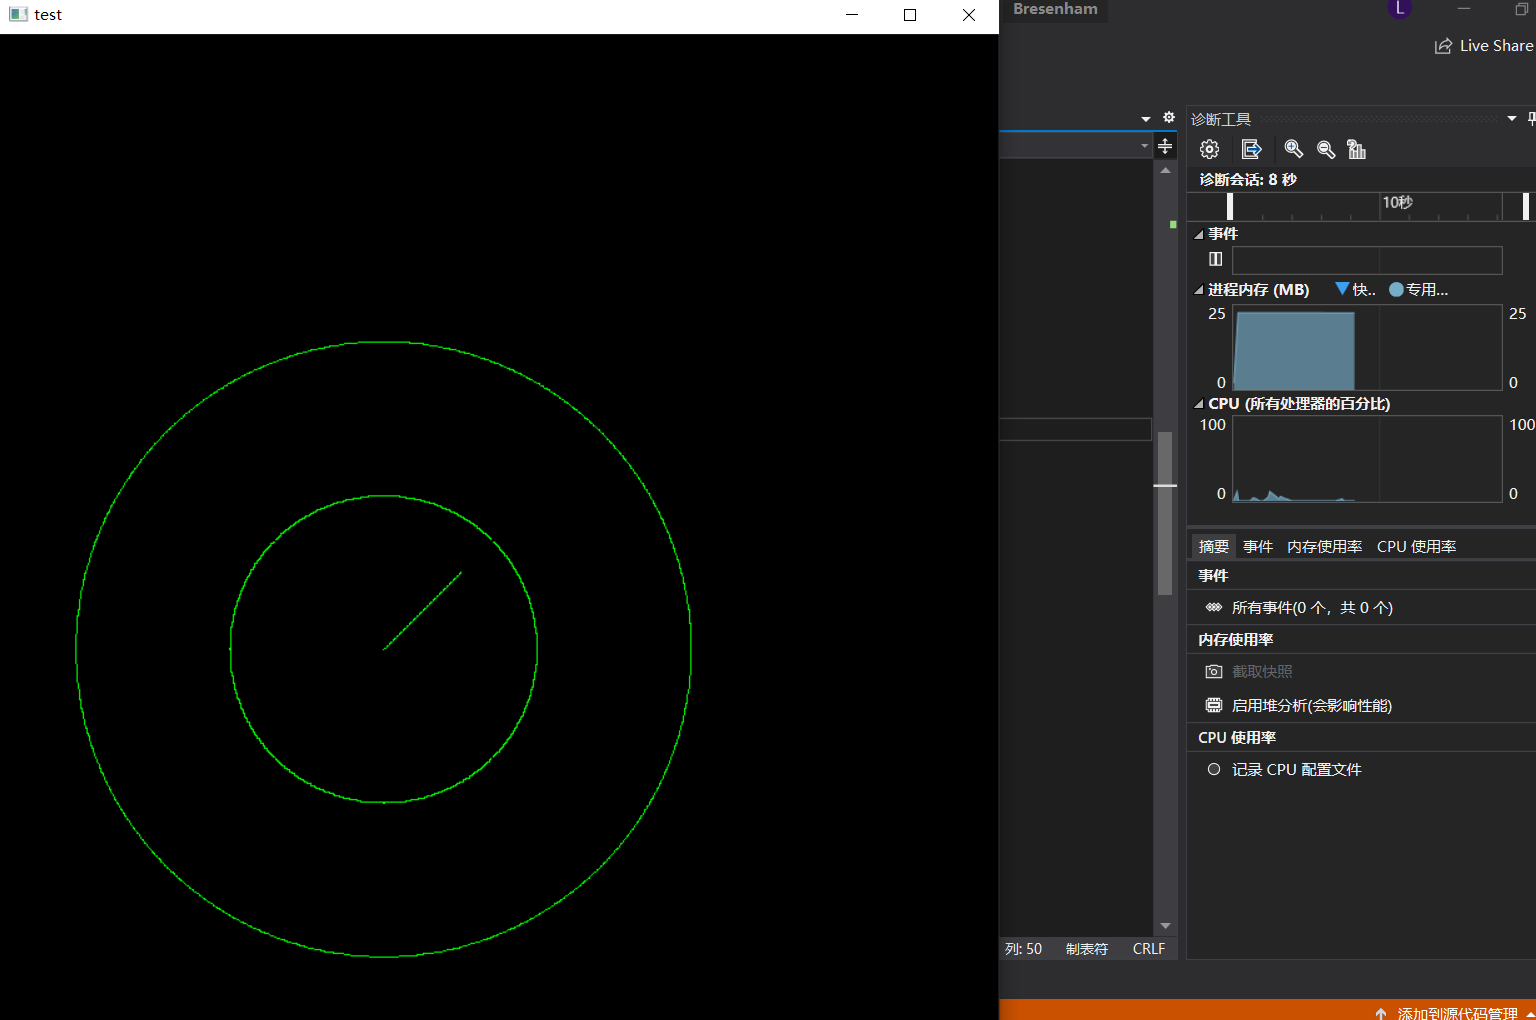 test
Bresenham
L
Live Share
诊断工具
诊断会话: 8 秒
10秒
事件
进程内存 (MB)
快..
专用...
25
25
0
0
CPU (所有处理器的百分比)
100
100
0
0
摘要 事件 内存使用率 CPU 使用率
事件
所有事件(0 个，共 0 个)
内存使用率
截取快照
启用堆分析(会影响性能)
CPU 使用率
记录 CPU 配置文件
列: 50 制表符 CRLF
添加到源代码管理